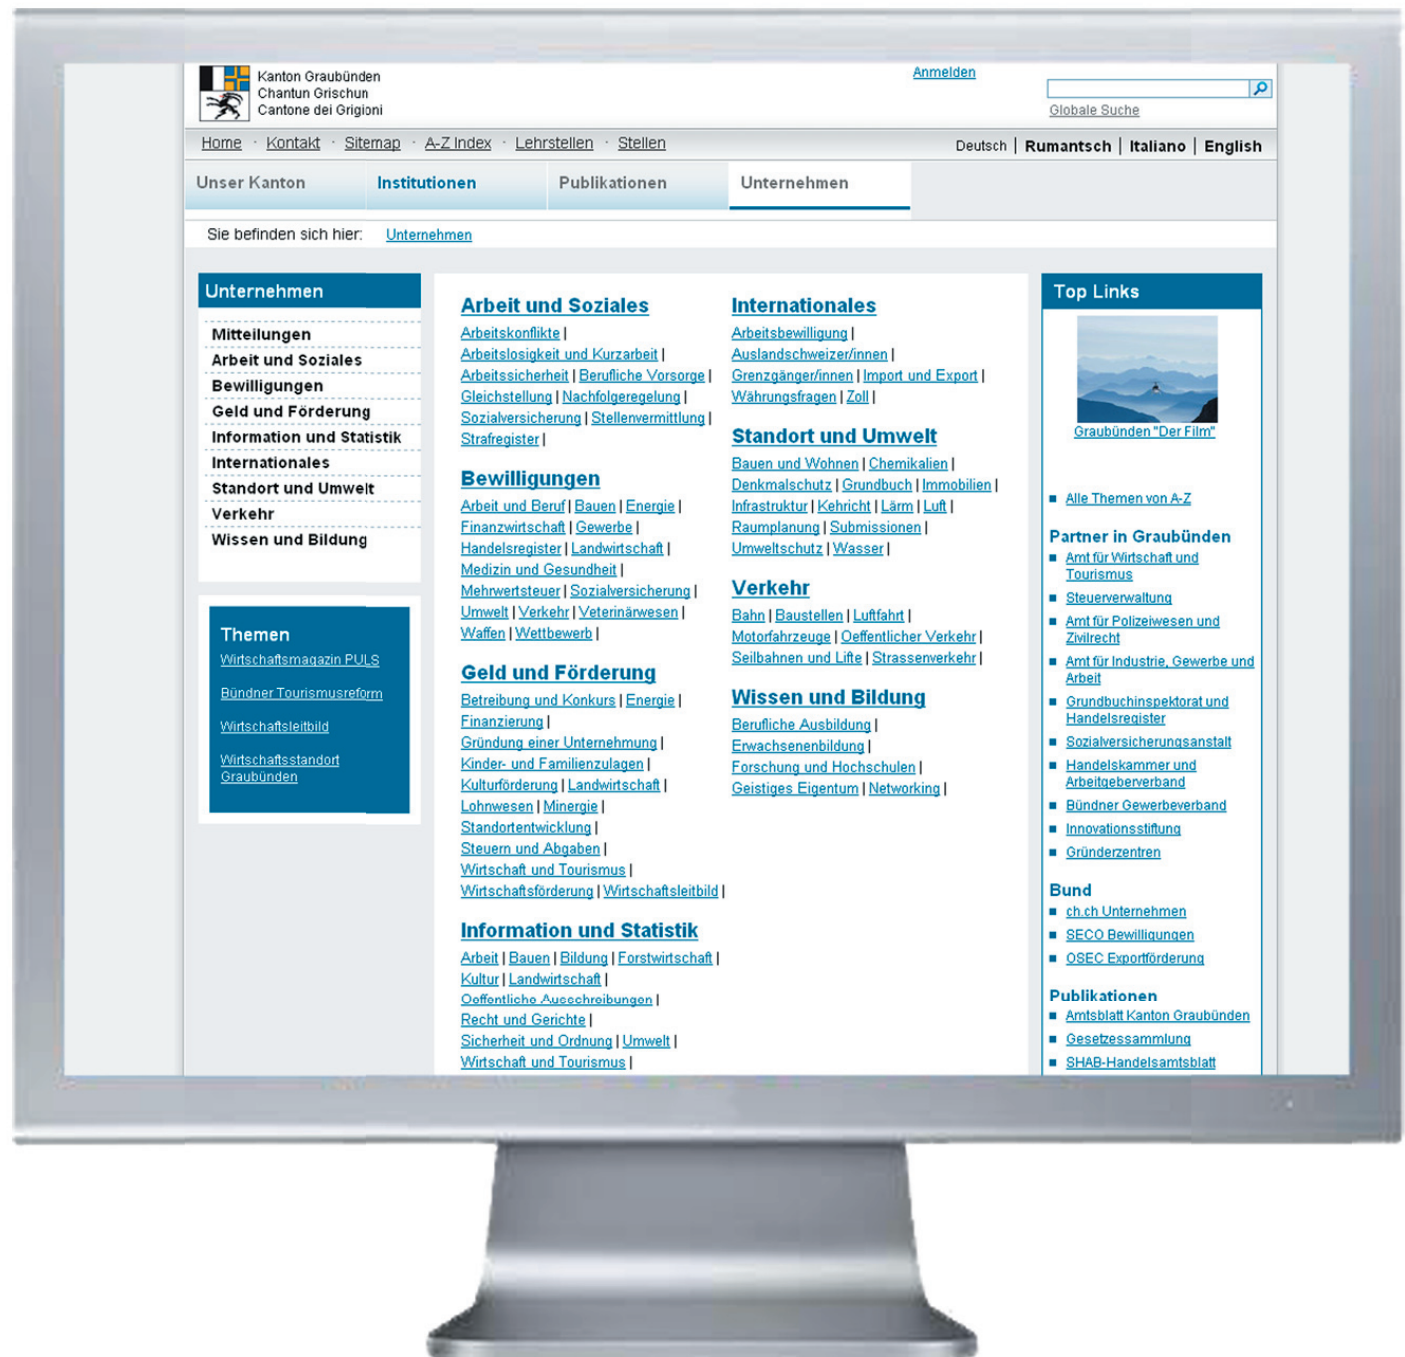 Kanton Graubünden
Chantun Grischun
Cantone dei Grigioni
Anmelden
Globale Suche
Home · Kontakt · Sitemap · A-Z Index · Lehrstellen · Stellen
Deutsch | Rumantsch | Italiano | English
Unser Kanton
Institutionen
Publikationen
Unternehmen
Sie befinden sich hier: Unternehmen
Unternehmen
Mitteilungen
Arbeit und Soziales
Bewilligungen
Geld und Förderung
Information und Statistik
Internationales
Standort und Umwelt
Verkehr
Wissen und Bildung
Themen
Wirtschaftsmagazin PULS
Bündner Tourismusreform
Wirtschaftsleitbild
Wirtschaftsstandort
Graubünden
Arbeit und Soziales
Arbeitskonflikte |
Arbeitslosigkeit und Kurzarbeit |
Arbeitssicherheit | Berufliche Vorsorge |
Gleichstellung | Nachfolgeregelung |
Sozialversicherung | Stellenvermittlung |
Strafregister |
Bewilligungen
Arbeit und Beruf | Bauen | Energie |
Finanzwirtschaft | Gewerbe |
Handelsregister | Landwirtschaft |
Medizin und Gesundheit |
Mehrwertsteuer | Sozialversicherung |
Umwelt | Verkehr | Veterinärwesen |
Waffen | Wettbewerb |
Geld und Förderung
Betreibung und Konkurs | Energie |
Finanzierung |
Gründung einer Unternehmung |
Kinder- und Familienzulagen |
Kulturförderung | Landwirtschaft |
Lohnwesen | Minergie |
Standortentwicklung |
Steuern und Abgaben |
Wirtschaft und Tourismus |
Wirtschaftsförderung | Wirtschaftsleitbild |
Information und Statistik
Arbeit | Bauen | Bildung | Forstwirtschaft |
Kultur | Landwirtschaft |
Oeffentliche Ausschreibungen |
Recht und Gerichte |
Sicherheit und Ordnung | Umwelt |
Wirtschaft und Tourismus |
Internationales
Arbeitsbewilligung |
Auslandschweizer/innen |
Grenzgänger/innen | Import und Export |
Währungsfragen | Zoll |
Standort und Umwelt
Bauen und Wohnen | Chemikalien |
Denkmalschutz | Grundbuch | Immobilien |
Infrastruktur | Kehricht | Lärm | Luft |
Raumplanung | Submissionen |
Umweltschutz | Wasser |
Verkehr
Bahn | Baustellen | Luftfahrt |
Motorfahrzeuge | Oeffentlicher Verkehr |
Seilbahnen und Lifte | Strassenverkehr |
Wissen und Bildung
Berufliche Ausbildung |
Erwachsenenbildung |
Forschung und Hochschulen |
Geistiges Eigentum | Networking |
Top Links
Graubünden "Der Film"
Alle Themen von A-Z
Partner in Graubünden
Amt für Wirtschaft und
Tourismus
Steuerverwaltung
Amt für Polizeiwesen und
Zivilrecht
Amt für Industrie, Gewerbe und
Arbeit
Grundbuchinspektorat und
Handelsregister
Sozialversicherungsanstalt
Handelskammer und
Arbeitgeberverband
Bündner Gewerbeverband
Innovationsstiftung
Gründerzentren
Bund
ch.ch Unternehmen
SECO Bewilligungen
OSEC Exportförderung
Publikationen
Amtsblatt Kanton Graubünden
Gesetzessammlung
SHAB-Handelsamtsblatt